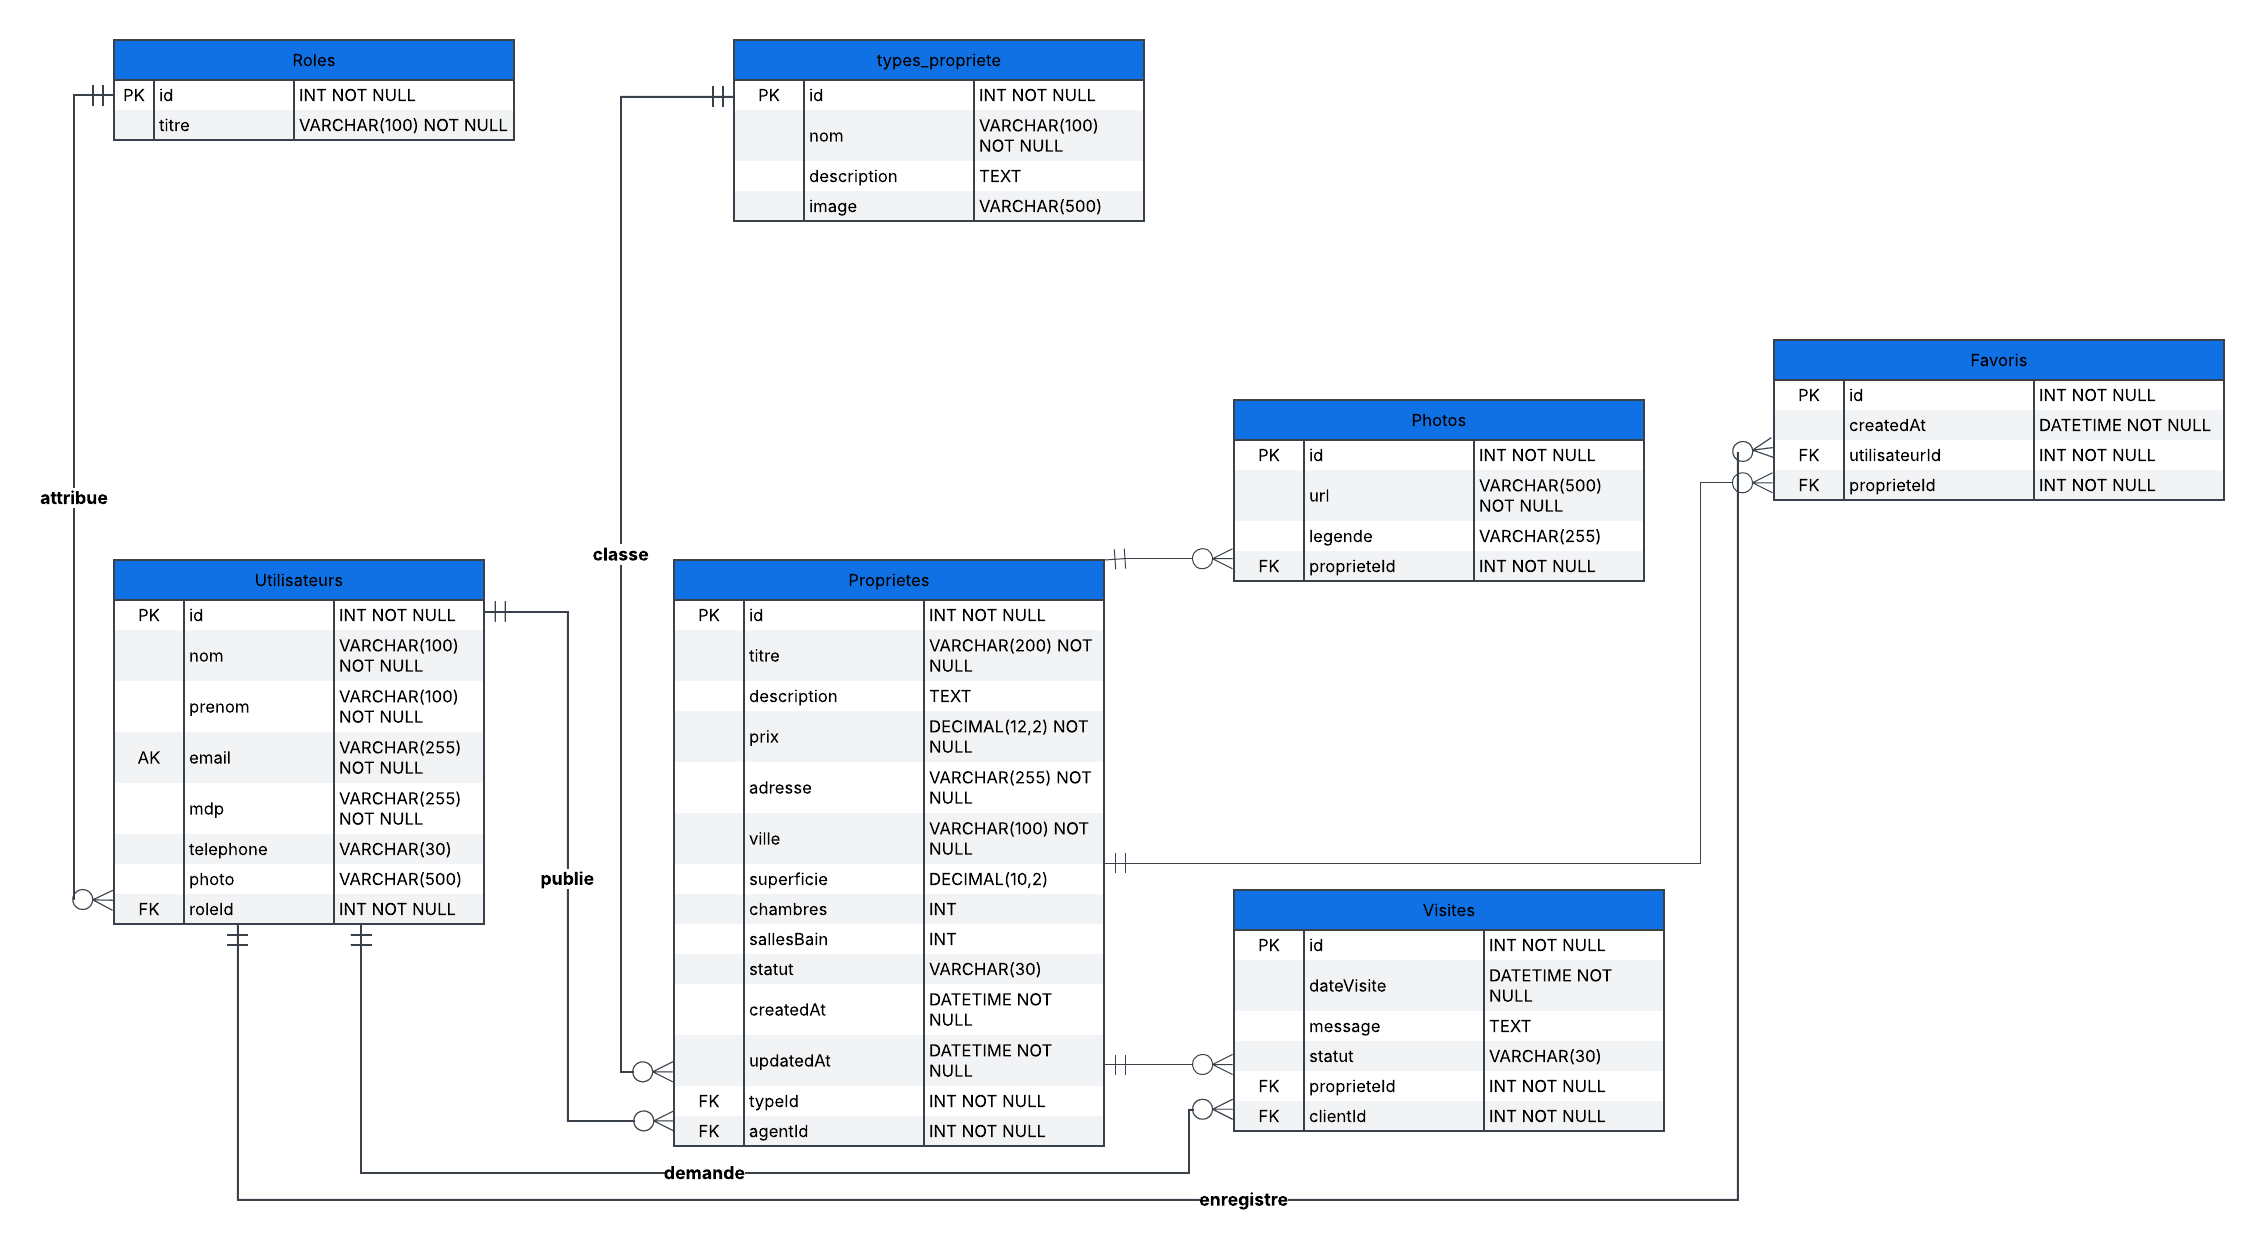 Roles
PK id INT NOT NULL
titre VARCHAR(100) NOT NULL
types_propriete
PK id INT NOT NULL
nom VARCHAR(100)
NOT NULL
description TEXT
image VARCHAR(500)
Favoris
PK id INT NOT NULL
createdAt DATETIME NOT NULL
FK utilisateurId INT NOT NULL
FK proprieteId INT NOT NULL
Photos
PK id INT NOT NULL
url VARCHAR(500)
NOT NULL
legende VARCHAR(255)
FK proprieteId INT NOT NULL
attribue
classe
Utilisateurs
PK id INT NOT NULL
nom VARCHAR(100)
NOT NULL
prenom VARCHAR(100)
NOT NULL
AK email VARCHAR(255)
NOT NULL
mdp VARCHAR(255)
NOT NULL
telephone VARCHAR(30)
photo VARCHAR(500)
FK roleId INT NOT NULL
publie
Proprietes
PK id INT NOT NULL
titre VARCHAR(200) NOT
NULL
description TEXT
prix DECIMAL(12,2) NOT
NULL
adresse VARCHAR(255) NOT
NULL
ville VARCHAR(100) NOT
NULL
superficie DECIMAL(10,2)
chambres INT
sallesBain INT
statut VARCHAR(30)
createdAt DATETIME NOT
NULL
updatedAt DATETIME NOT
NULL
FK typeId INT NOT NULL
FK agentId INT NOT NULL
Visites
PK id INT NOT NULL
dateVisite DATETIME NOT
NULL
message TEXT
statut VARCHAR(30)
FK proprieteId INT NOT NULL
FK clientId INT NOT NULL
demande
enregistre